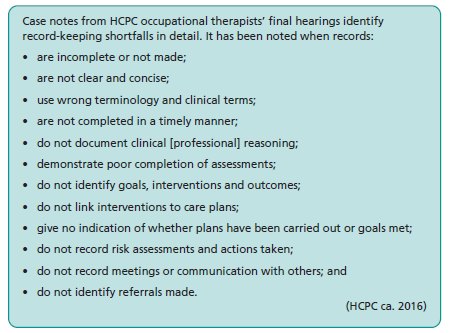 Case notes from HCPC occupational therapists' final hearings identify
record-keeping shortfalls in detail. It has been noted when records:
• are incomplete or not made;
• are not clear and concise;
• use wrong terminology and clinical terms;
• are not completed in a timely manner;
• do not document clinical [professional] reasoning;
• demonstrate poor completion of assessments;
• do not identify goals, interventions and outcomes;
• do not link interventions to care plans;
• give no indication of whether plans have been carried out or goals met;
• do not record risk assessments and actions taken;
• do not record meetings or communication with others; and
• do not identify referrals made.
(HCPC ca. 2016)